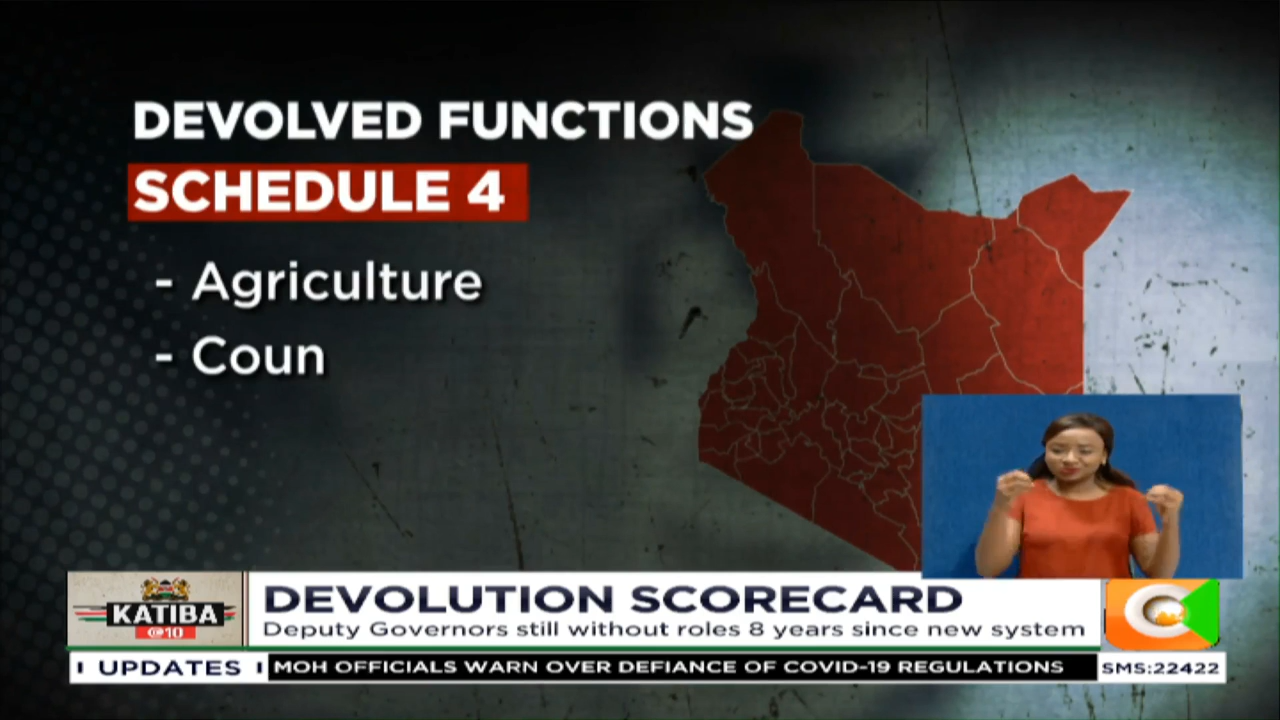 DEVOLVED FUNCTIONS
SCHEDULE 4
- Agriculture
- Coun
KATIBA
@10
DEVOLUTION SCORECARD
Deputy Governors still without roles 8 years since new system
UPDATES
MOH OFFICIALS WARN OVER DEFIANCE OF COVID-19 REGULATIONS
SMS:22422